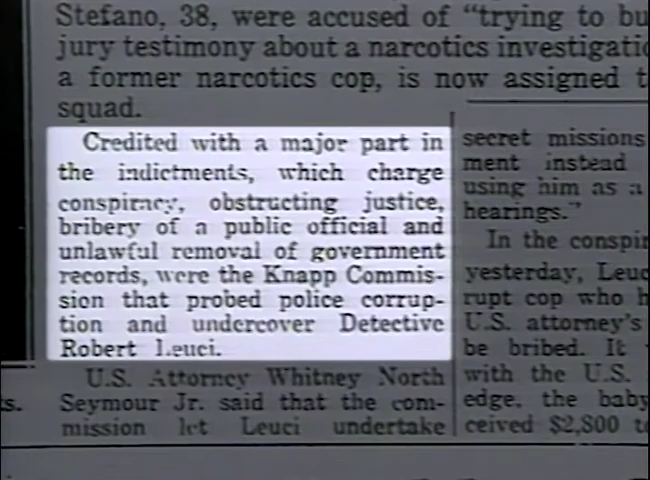 Stefano, 38, were accused of "trying to bu
jury testimony about a narcotics investigatio
a former narcotics cop, is now assigned t
squad.
Credited with a major part in
the indictments, which charge
conspiracy, obstructing justice,
bribery of a public official and
unlawful removal of government
records, were the Knapp Commis-
sion that probed police corrup-
tion and undercover Detective
Robert Leuci.
U.S. Attorney Whitney North
Seymour Jr. said that the com-
mission let Leuci undertake
secret missions
ment instead
using him as a
hearings."
In the conspir
yesterday, Leuc
rupt cop who h
U.S. attorney's
be bribed. It
with the U.S.
edge, the baby
ceived $2,800 to
ts.